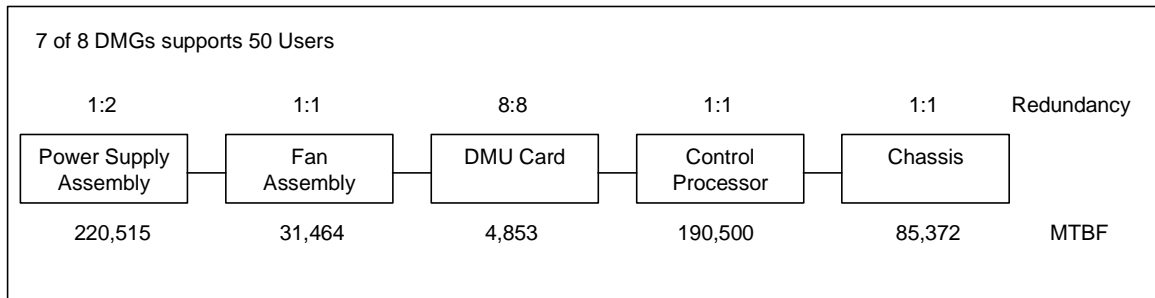 7 of 8 DMGs supports 50 Users
1:2 1:1 8:8 1:1 1:1 Redundancy
Power Supply
Assembly
Fan
Assembly
DMU Card
Control
Processor
Chassis
220,515 31,464 4,853 190,500 85,372 MTBF